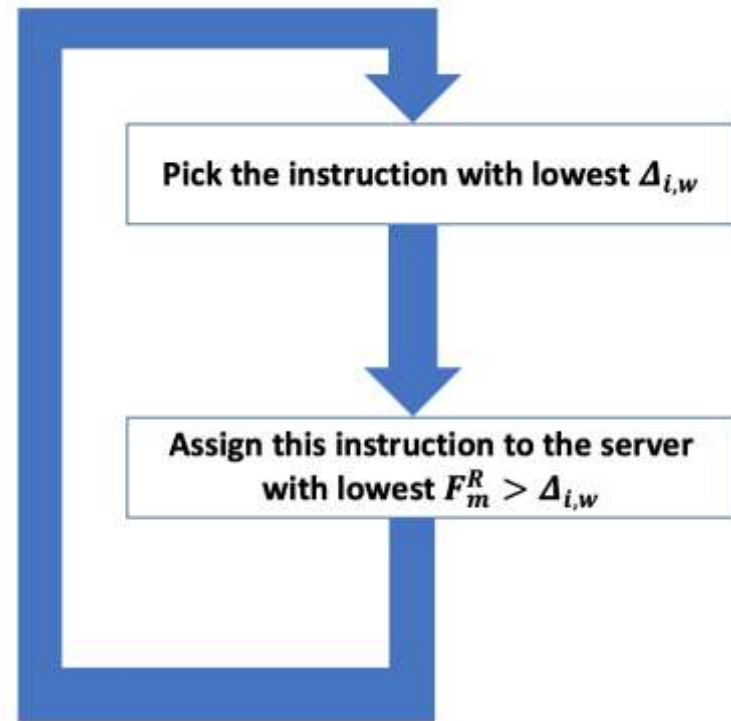 Pick the instruction with lowest Δ_{i,w}
Assign this instruction to the server
with lowest F_m^R > Δ_{i,w}